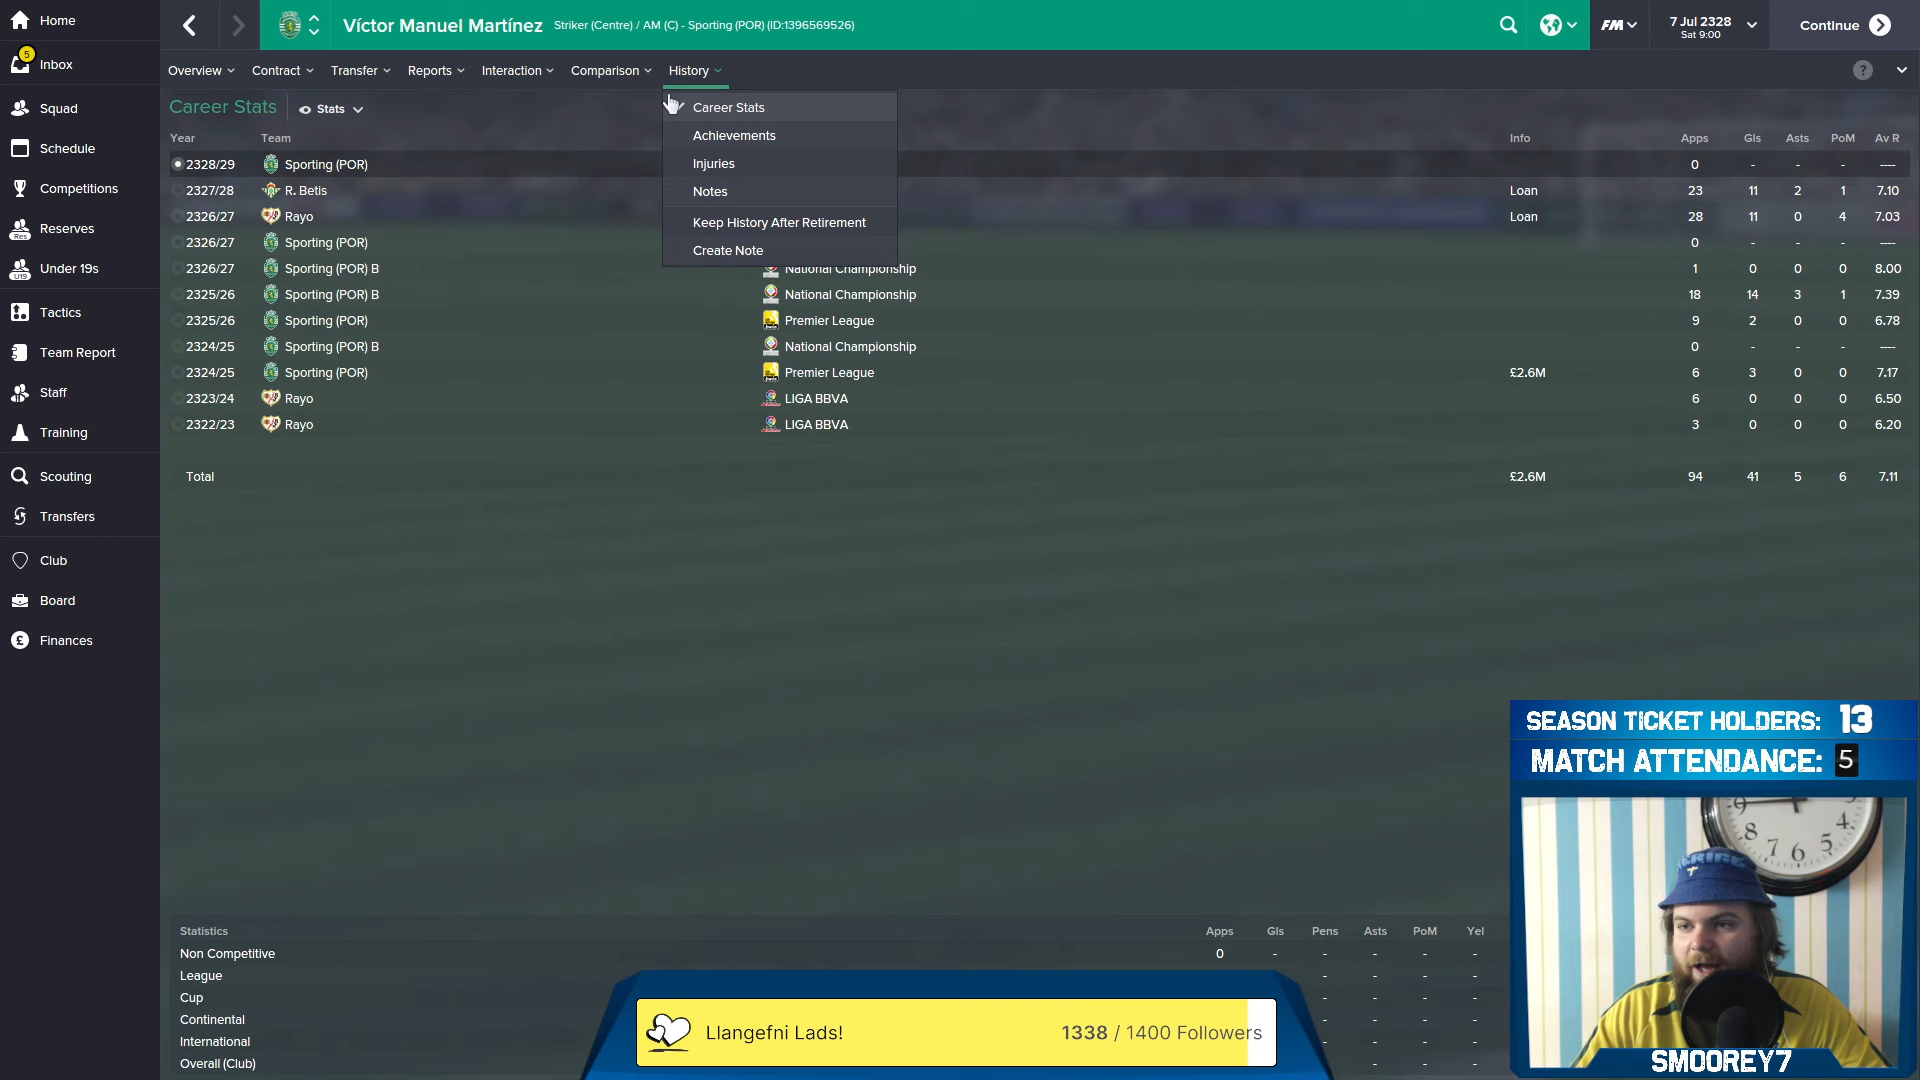 Home
5
Inbox
Squad
Schedule
Competitions
Res
Reserves
U19
Under 19s
Tactics
Team Report
Staff
Training
Scouting
Transfers
Club
Board
£
Finances
Víctor Manuel Martínez Striker (Centre) / AM (C) - Sporting (POR) (ID:1396569526)
FM
7 Jul 2328
Sat 9:00
Continue
Overview Contract Transfer Reports Interaction Comparison History ?
Career Stats Stats
Career Stats
Achievements
Injuries
Notes
Keep History After Retirement
Create Note
Year Team Info Apps Gls Asts PoM Av R
2328/29 Sporting (POR) 0 - - - ----
2327/28 R. Betis Loan 23 11 2 1 7.10
2326/27 Rayo Loan 28 11 0 4 7.03
2326/27 Sporting (POR) 0 - - - ----
2326/27 Sporting (POR) B National Championship 1 0 0 0 8.00
2325/26 Sporting (POR) B National Championship 18 14 3 1 7.39
2325/26 Sporting (POR) Premier League 9 2 0 0 6.78
2324/25 Sporting (POR) B National Championship 0 - - - ----
2324/25 Sporting (POR) Premier League £2.6M 6 3 0 0 7.17
2323/24 Rayo LIGA BBVA 6 0 0 0 6.50
2322/23 Rayo LIGA BBVA 3 0 0 0 6.20
Total £2.6M 94 41 5 6 7.11
Statistics Apps Gls Pens Asts PoM Yel
Non Competitive 0 - - - - -
League - - - -
Cup - - -
Continental - - -
International - - -
Overall (Club) - - -
Llangefni Lads! 1338 / 1400 Followers
SEASON TICKET HOLDERS: 13
MATCH ATTENDANCE: 5
9 3
8 4
7 6 5
SMOOREY7